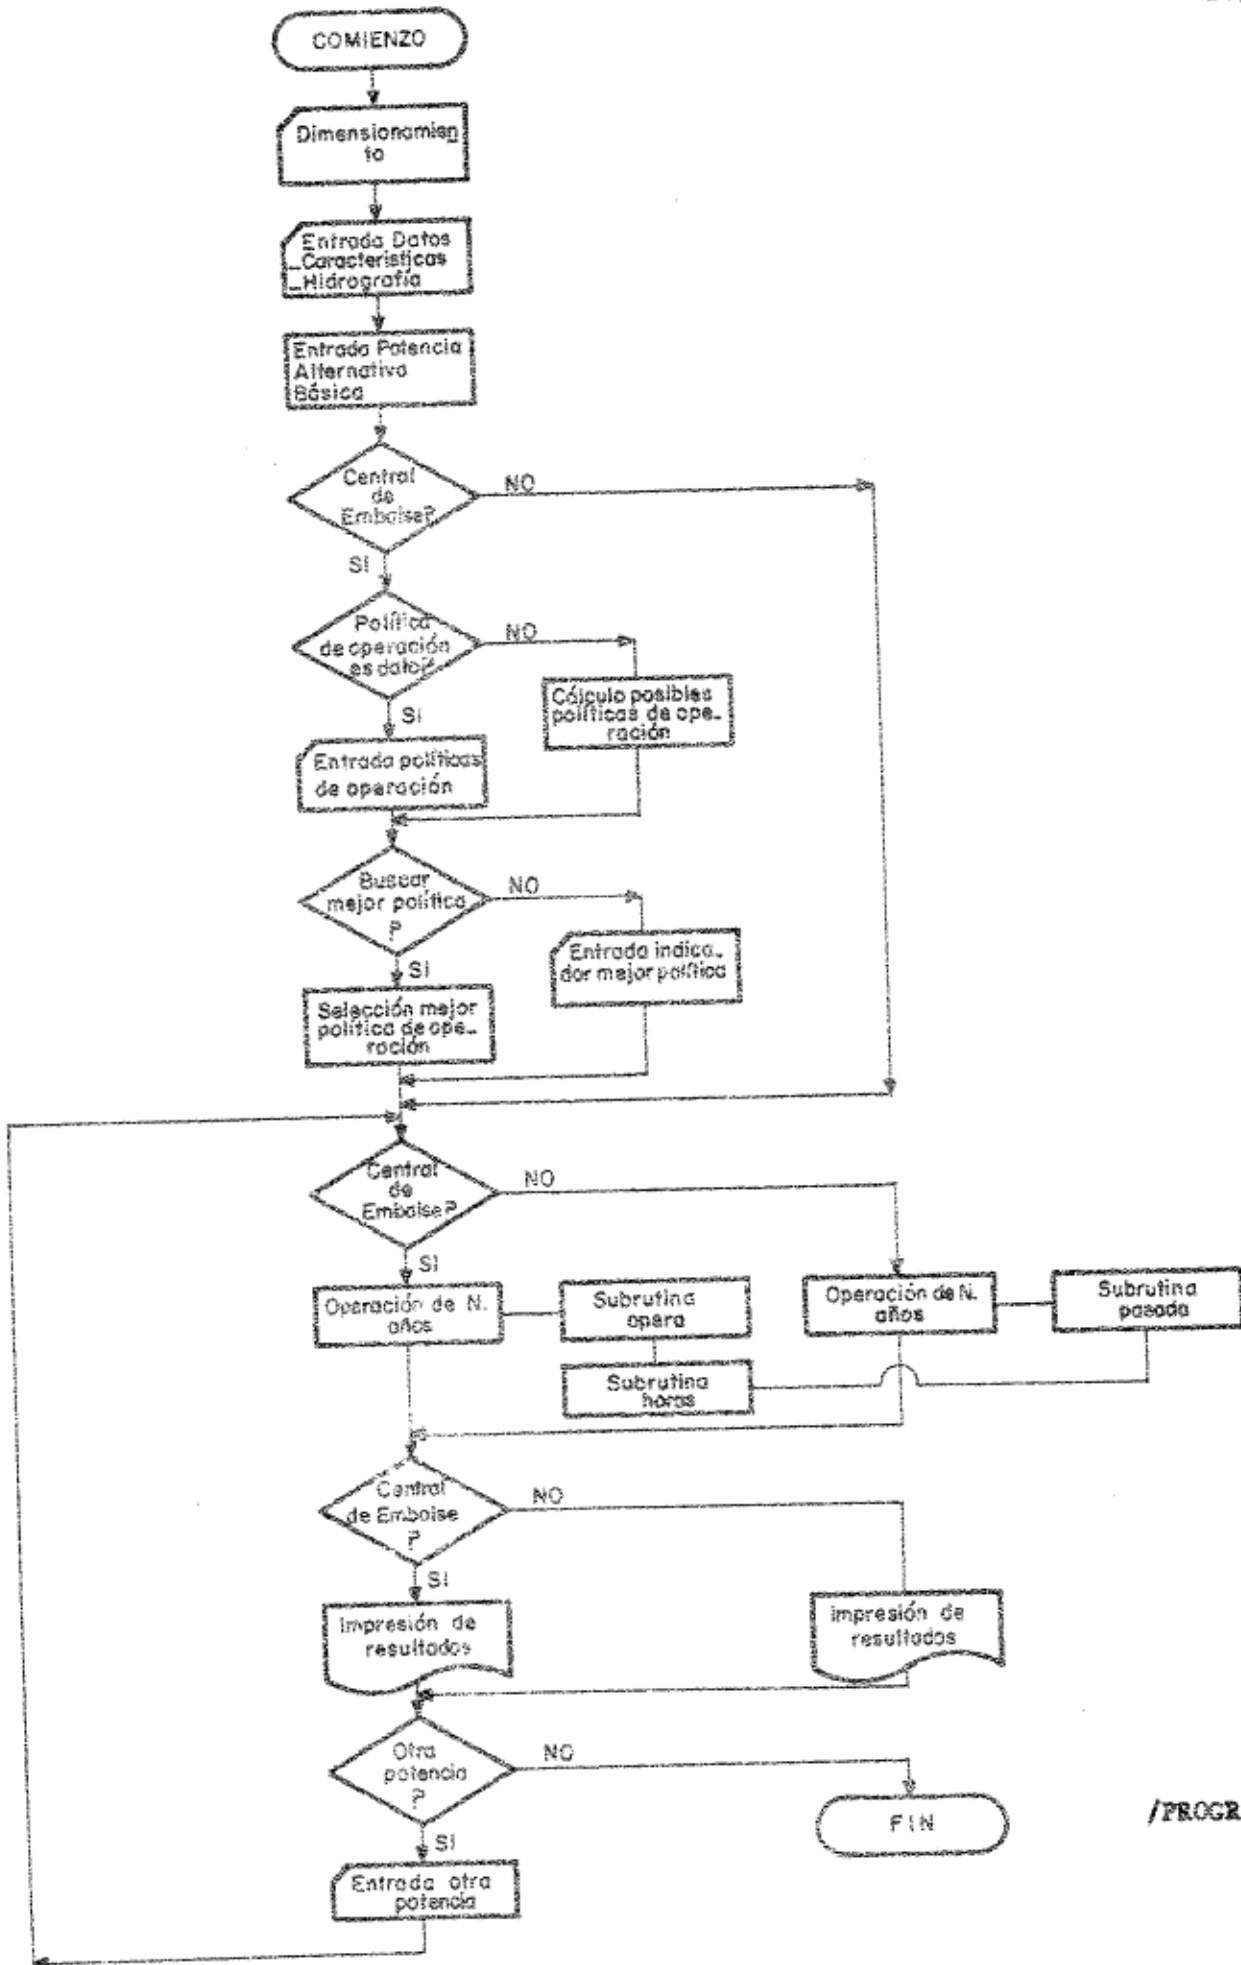 COMIENZO
Dimensionamien
to
Entrada Datos
_Características
_Hidrografía
Entrada Potencia
Alternativa
Básica
Central
de
Embalse?
NO
SI
Política
de operación
es dato?
NO
SI
Cálculo posibles
políticas de ope_
ración
Entrada políticas
de operación
Buscar
mejor política
?
NO
SI
Entrada indica_
dor mejor política
Selección mejor
política de ope_
ración
Central
de
Embalse?
NO
SI
Operación de N.
años
Subrutina
opera
Operación de N.
años
Subrutina
pasada
Subrutina
horas
Central
de Embalse
?
NO
SI
Impresión de
resultados
impresión de
resultados
Otra
potencia
?
NO
SI
FIN
/PROGR
Entrada otra
potencia